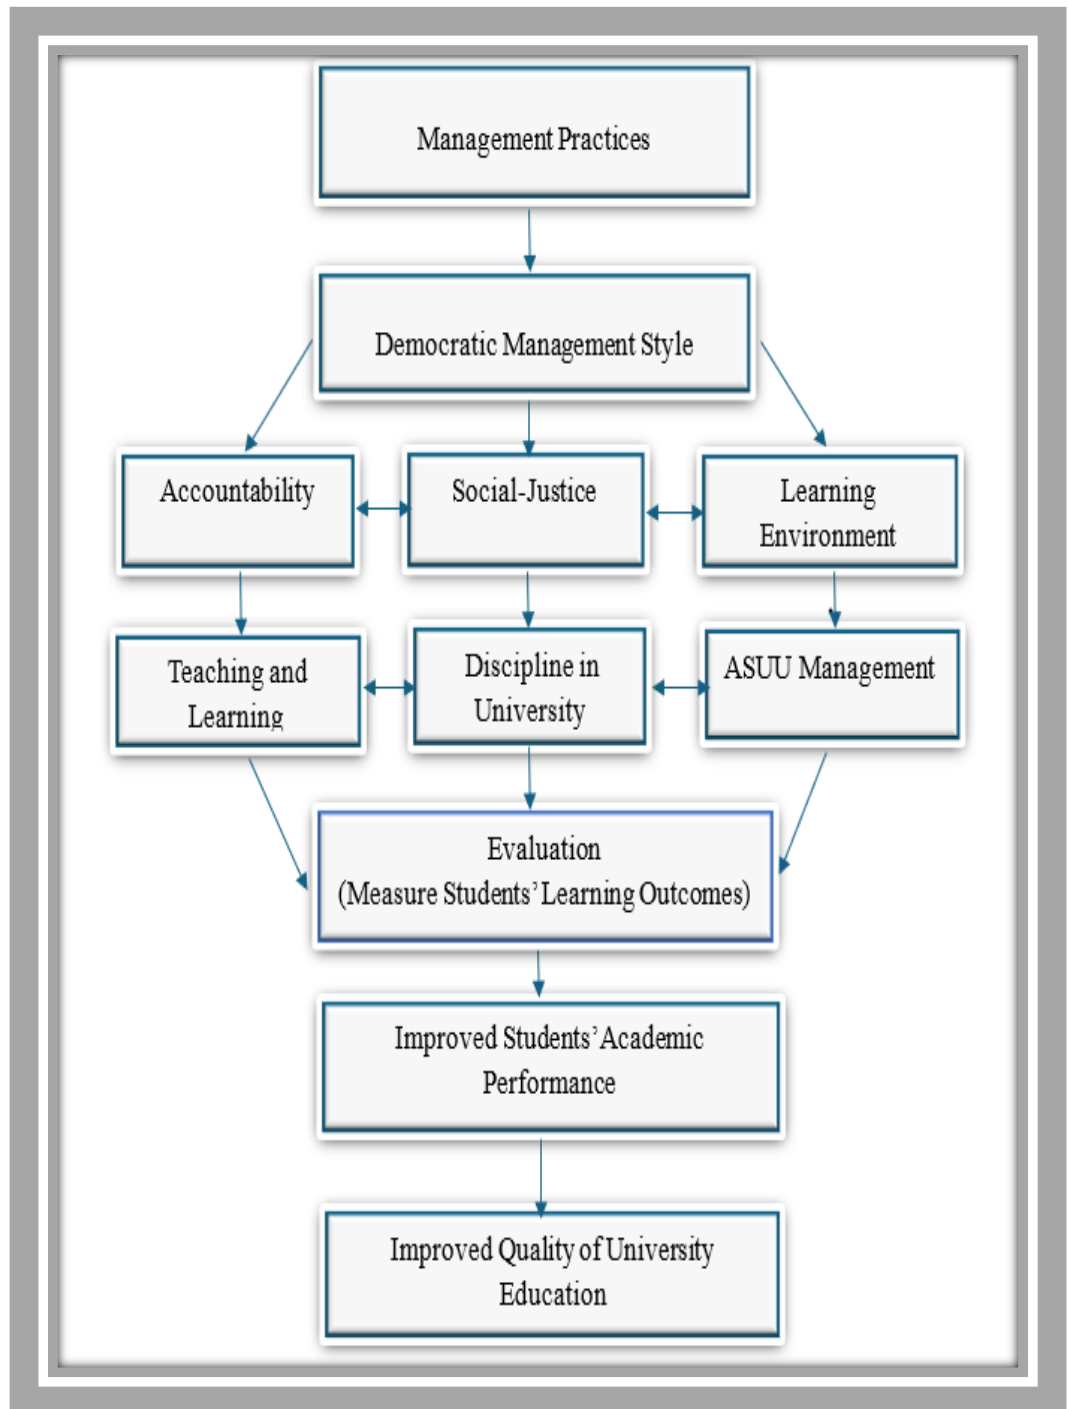 Management Practices
Democratic Management Style
Accountability
Social-Justice
Learning
Environment
Teaching and
Learning
Discipline in
University
ASUU Management
Evaluation
(Measure Students’ Learning Outcomes)
Improved Students’ Academic
Performance
Improved Quality of University
Education